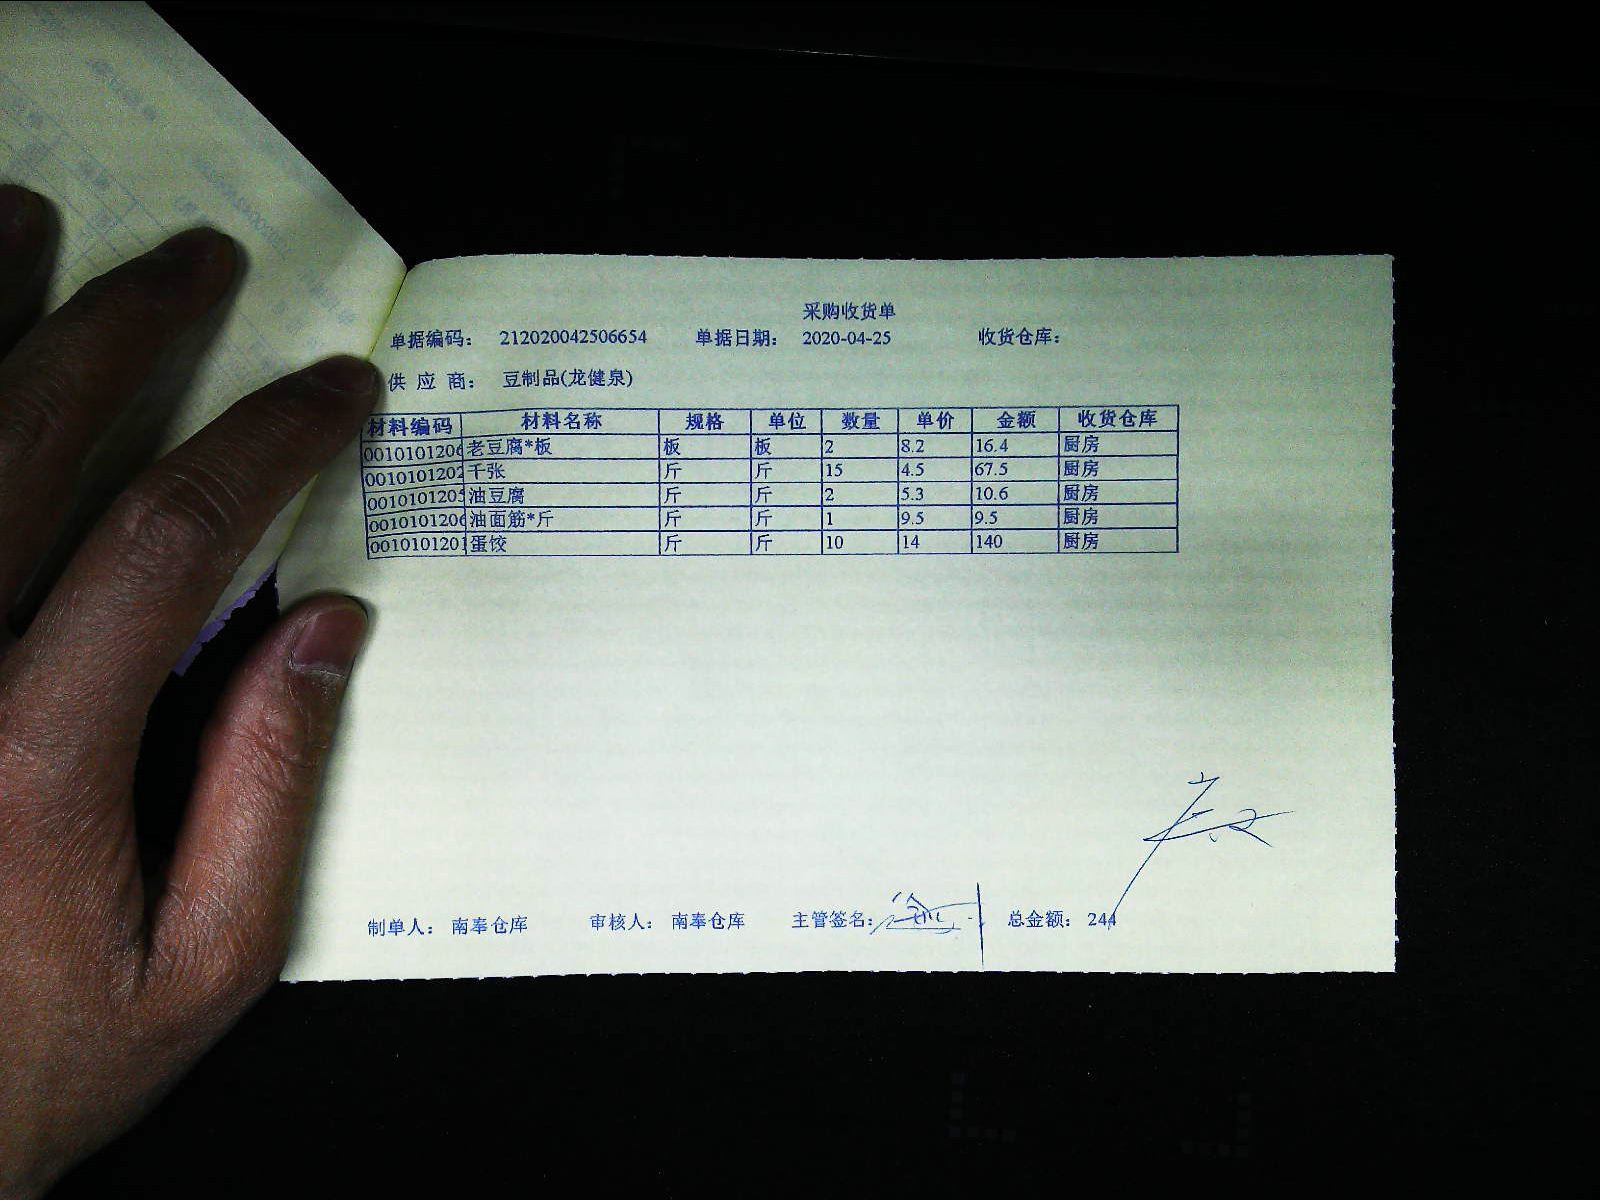 采购收货单
单据编码： 212020042506654 单据日期： 2020-04-25 收货仓库：
供应商： 豆制品(龙健泉)
材料编码 材料名称 规格 单位 数量 单价 金额 收货仓库
0010101206 老豆腐*板 板 板 2 8.2 16.4 厨房
0010101202 千张 斤 斤 15 4.5 67.5 厨房
0010101205 油豆腐 斤 斤 2 5.3 10.6 厨房
0010101206 油面筋*斤 斤 斤 1 9.5 9.5 厨房
0010101201 蛋饺 斤 斤 10 14 140 厨房
制单人： 南奉仓库 审核人： 南奉仓库 主管签名： 总金额： 244